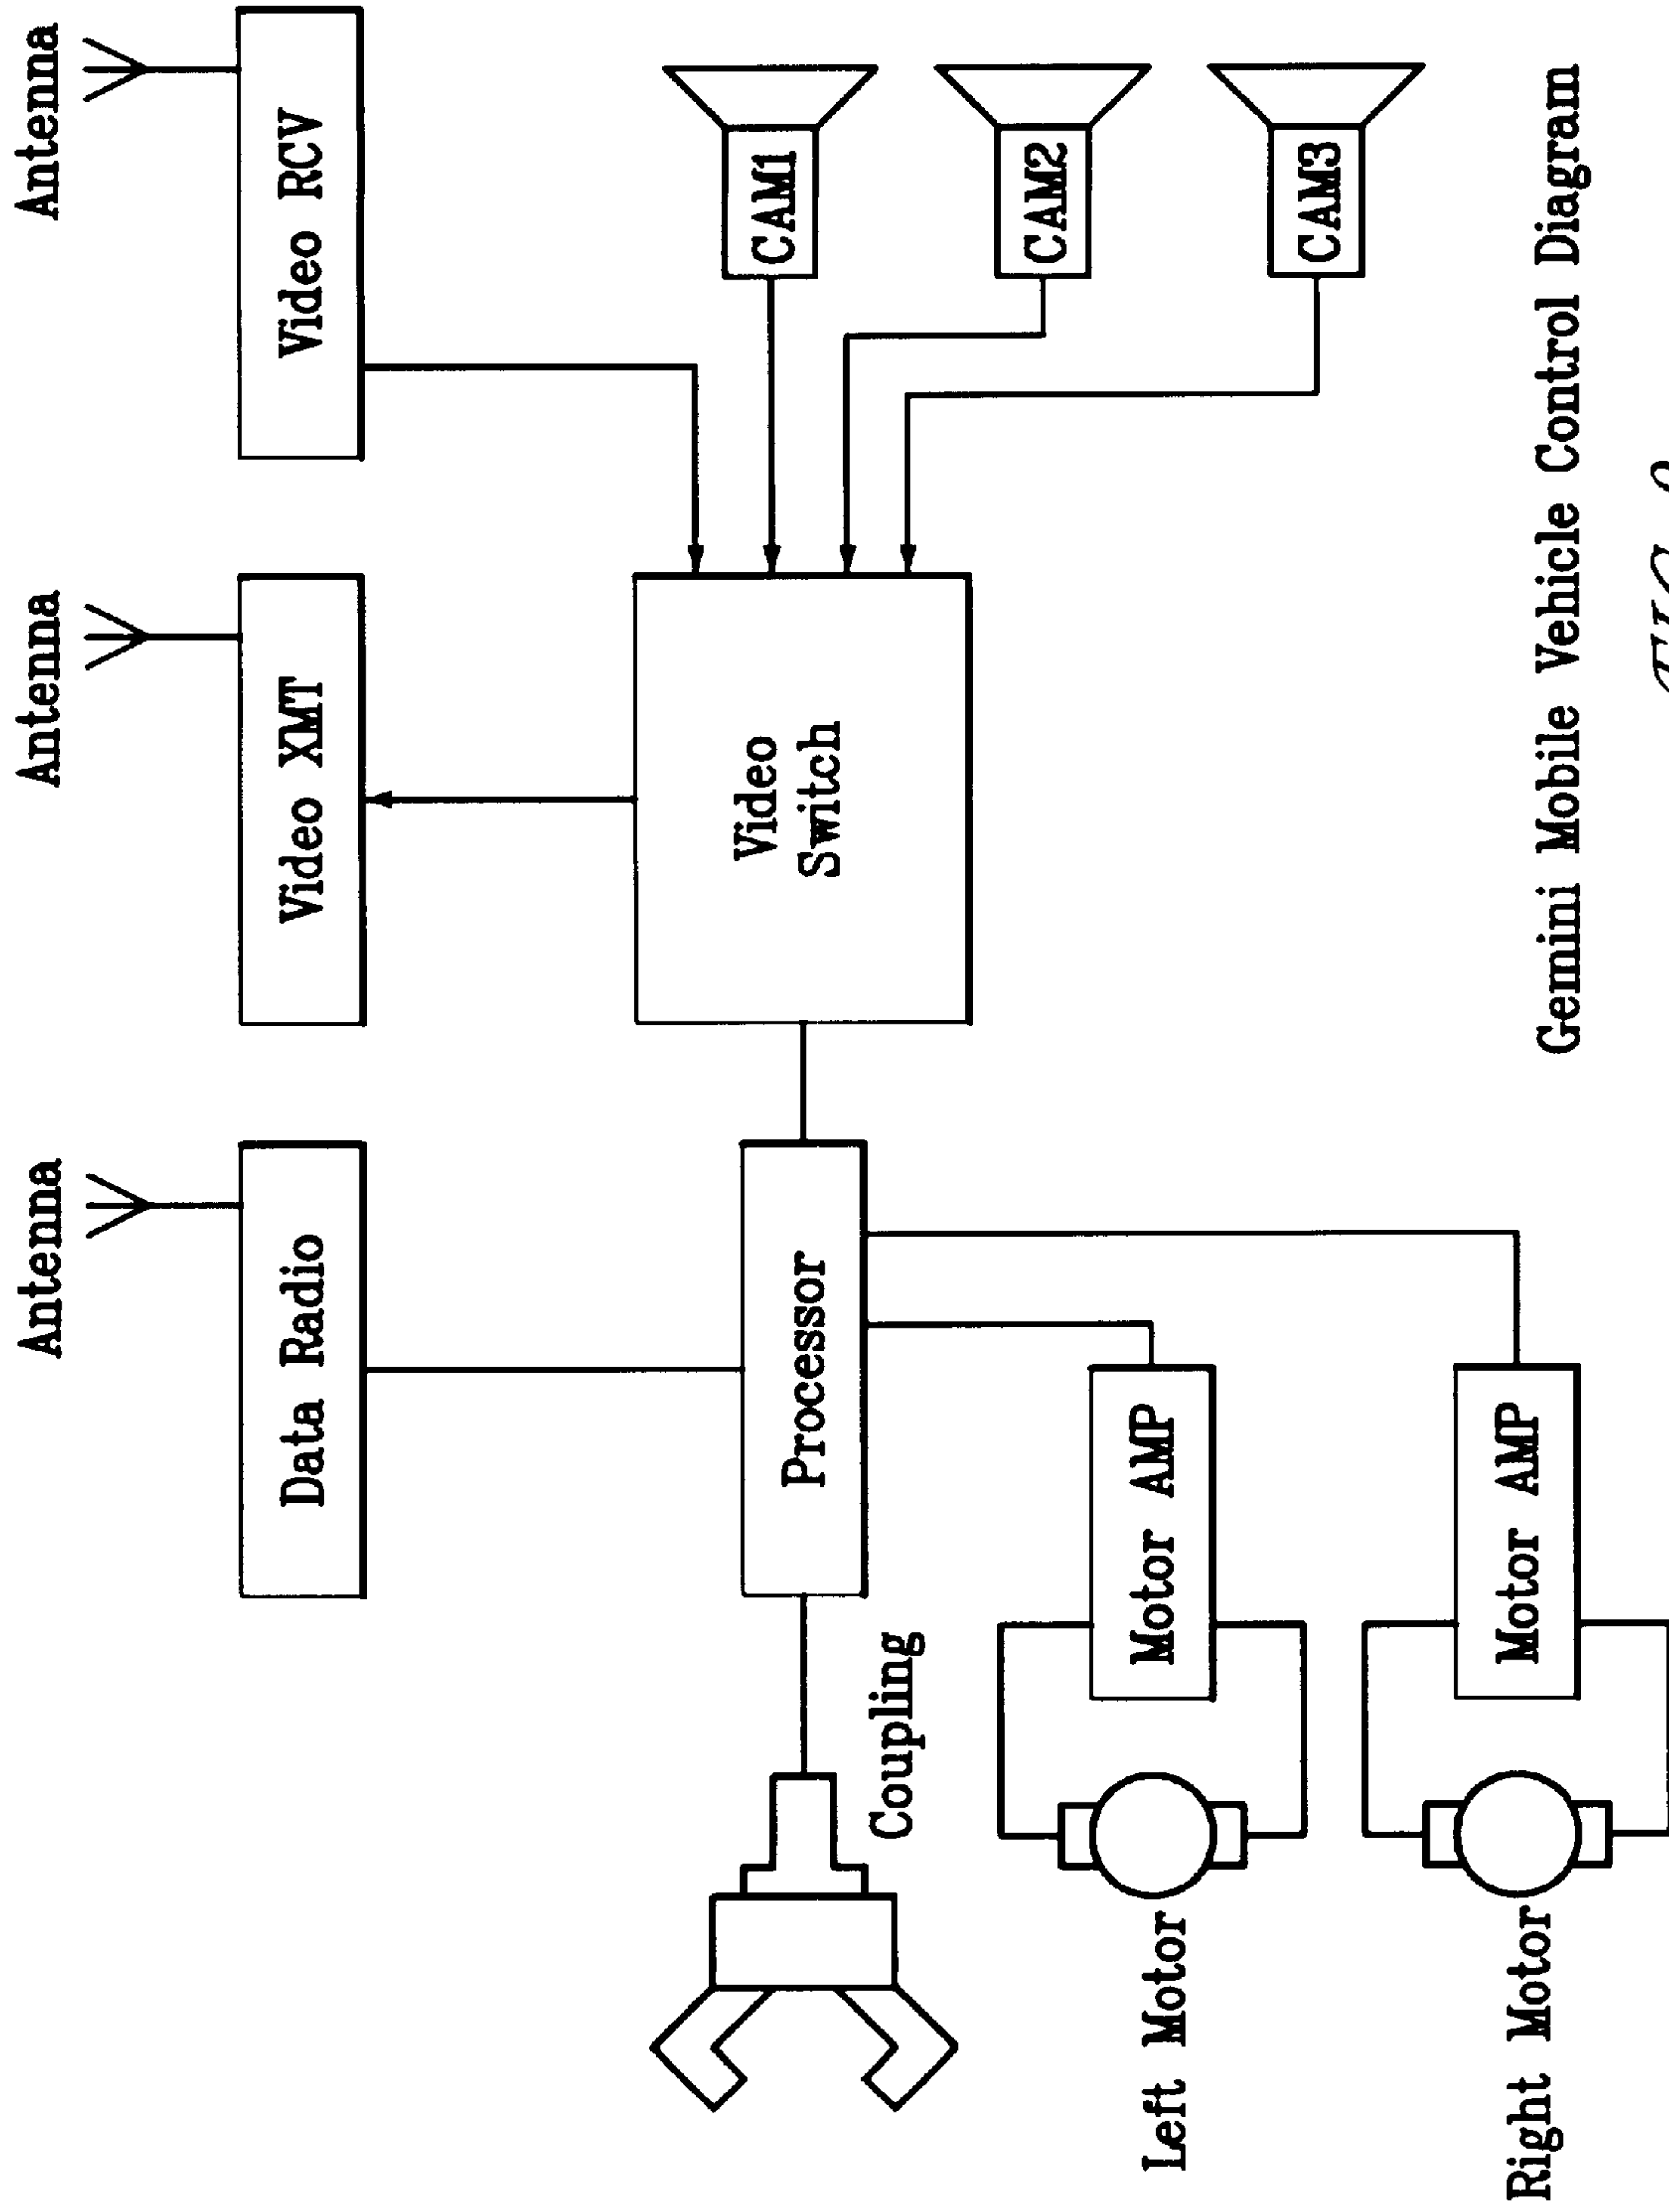 Antenna
Antenna
Antenna
Data Radio
Video XMT
Video RCV
Coupling
Processor
Video
Switch
CAM1
CAM2
CAM3
Left Motor
Motor AMP
Right Motor
Motor AMP
Gemini Mobile Vehicle Control Diagram